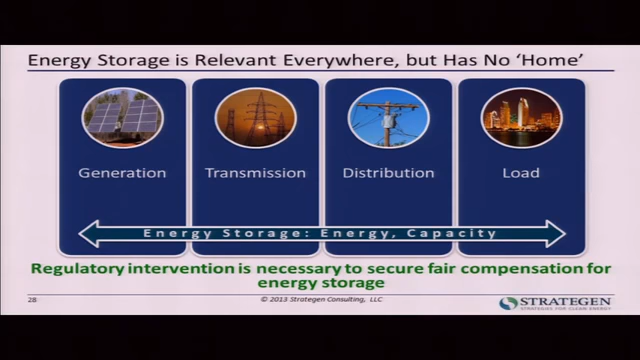 Energy Storage is Relevant Everywhere, but Has No ‘Home’
Generation
Transmission
Distribution
Load
Energy Storage: Energy, Capacity
Regulatory intervention is necessary to secure fair compensation for
energy storage
28
© 2013 Strategen Consulting, LLC
STRATEGEN
STRATEGIES FOR CLEAN ENERGY